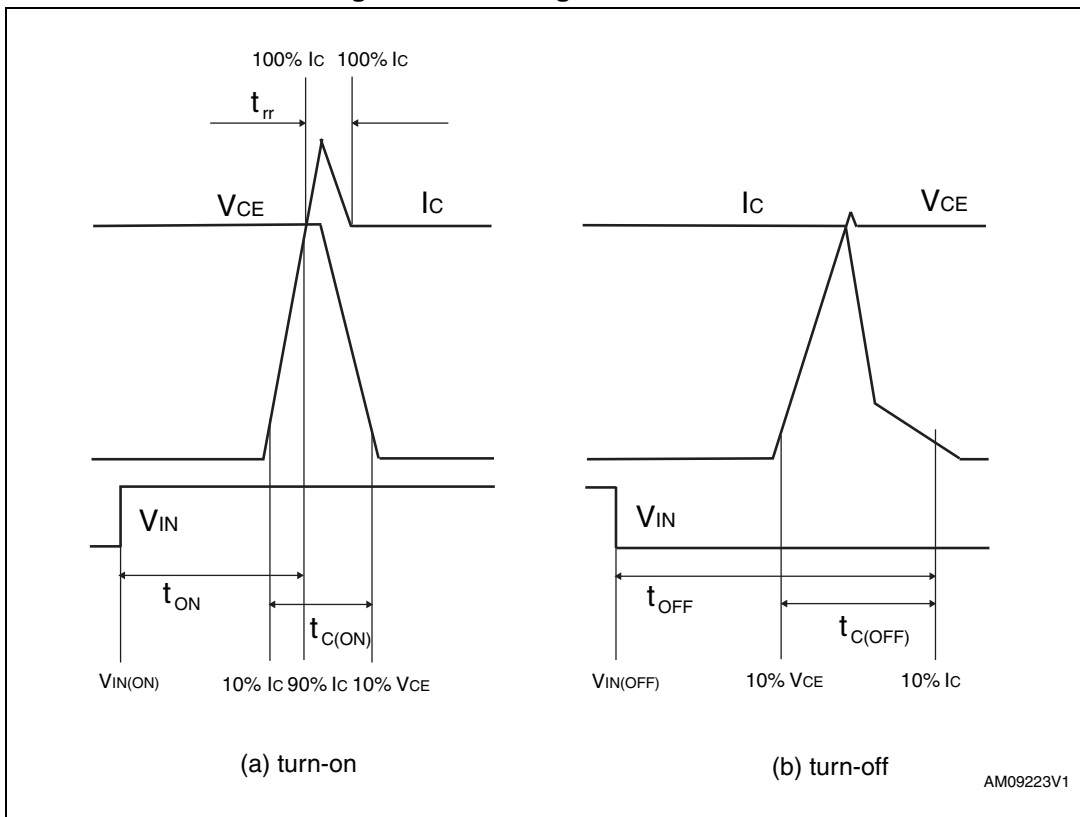 100% IC 100% IC
trr
VCE IC
VIN
tON
tC(ON)
VIN(ON) 10% IC 90% IC 10% VCE
(a) turn-on
IC VCE
VIN
tOFF
tC(OFF)
VIN(OFF) 10% VCE 10% IC
(b) turn-off
AM09223V1